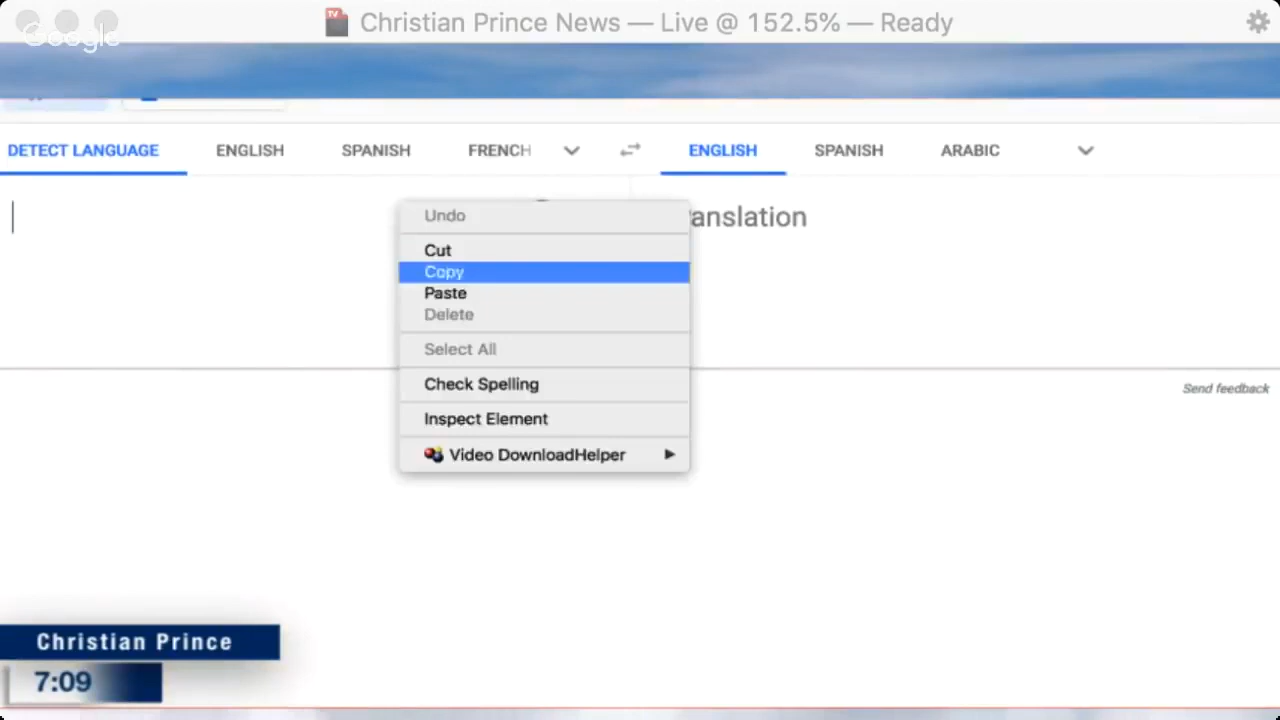 Google
Christian Prince News — Live @ 152.5% — Ready
DETECT LANGUAGE ENGLISH SPANISH FRENCH ENGLISH SPANISH ARABIC
anslation
Undo
Cut
Copy
Paste
Delete
Select All
Check Spelling
Inspect Element
Video DownloadHelper
Send feedback
Christian Prince
7:09